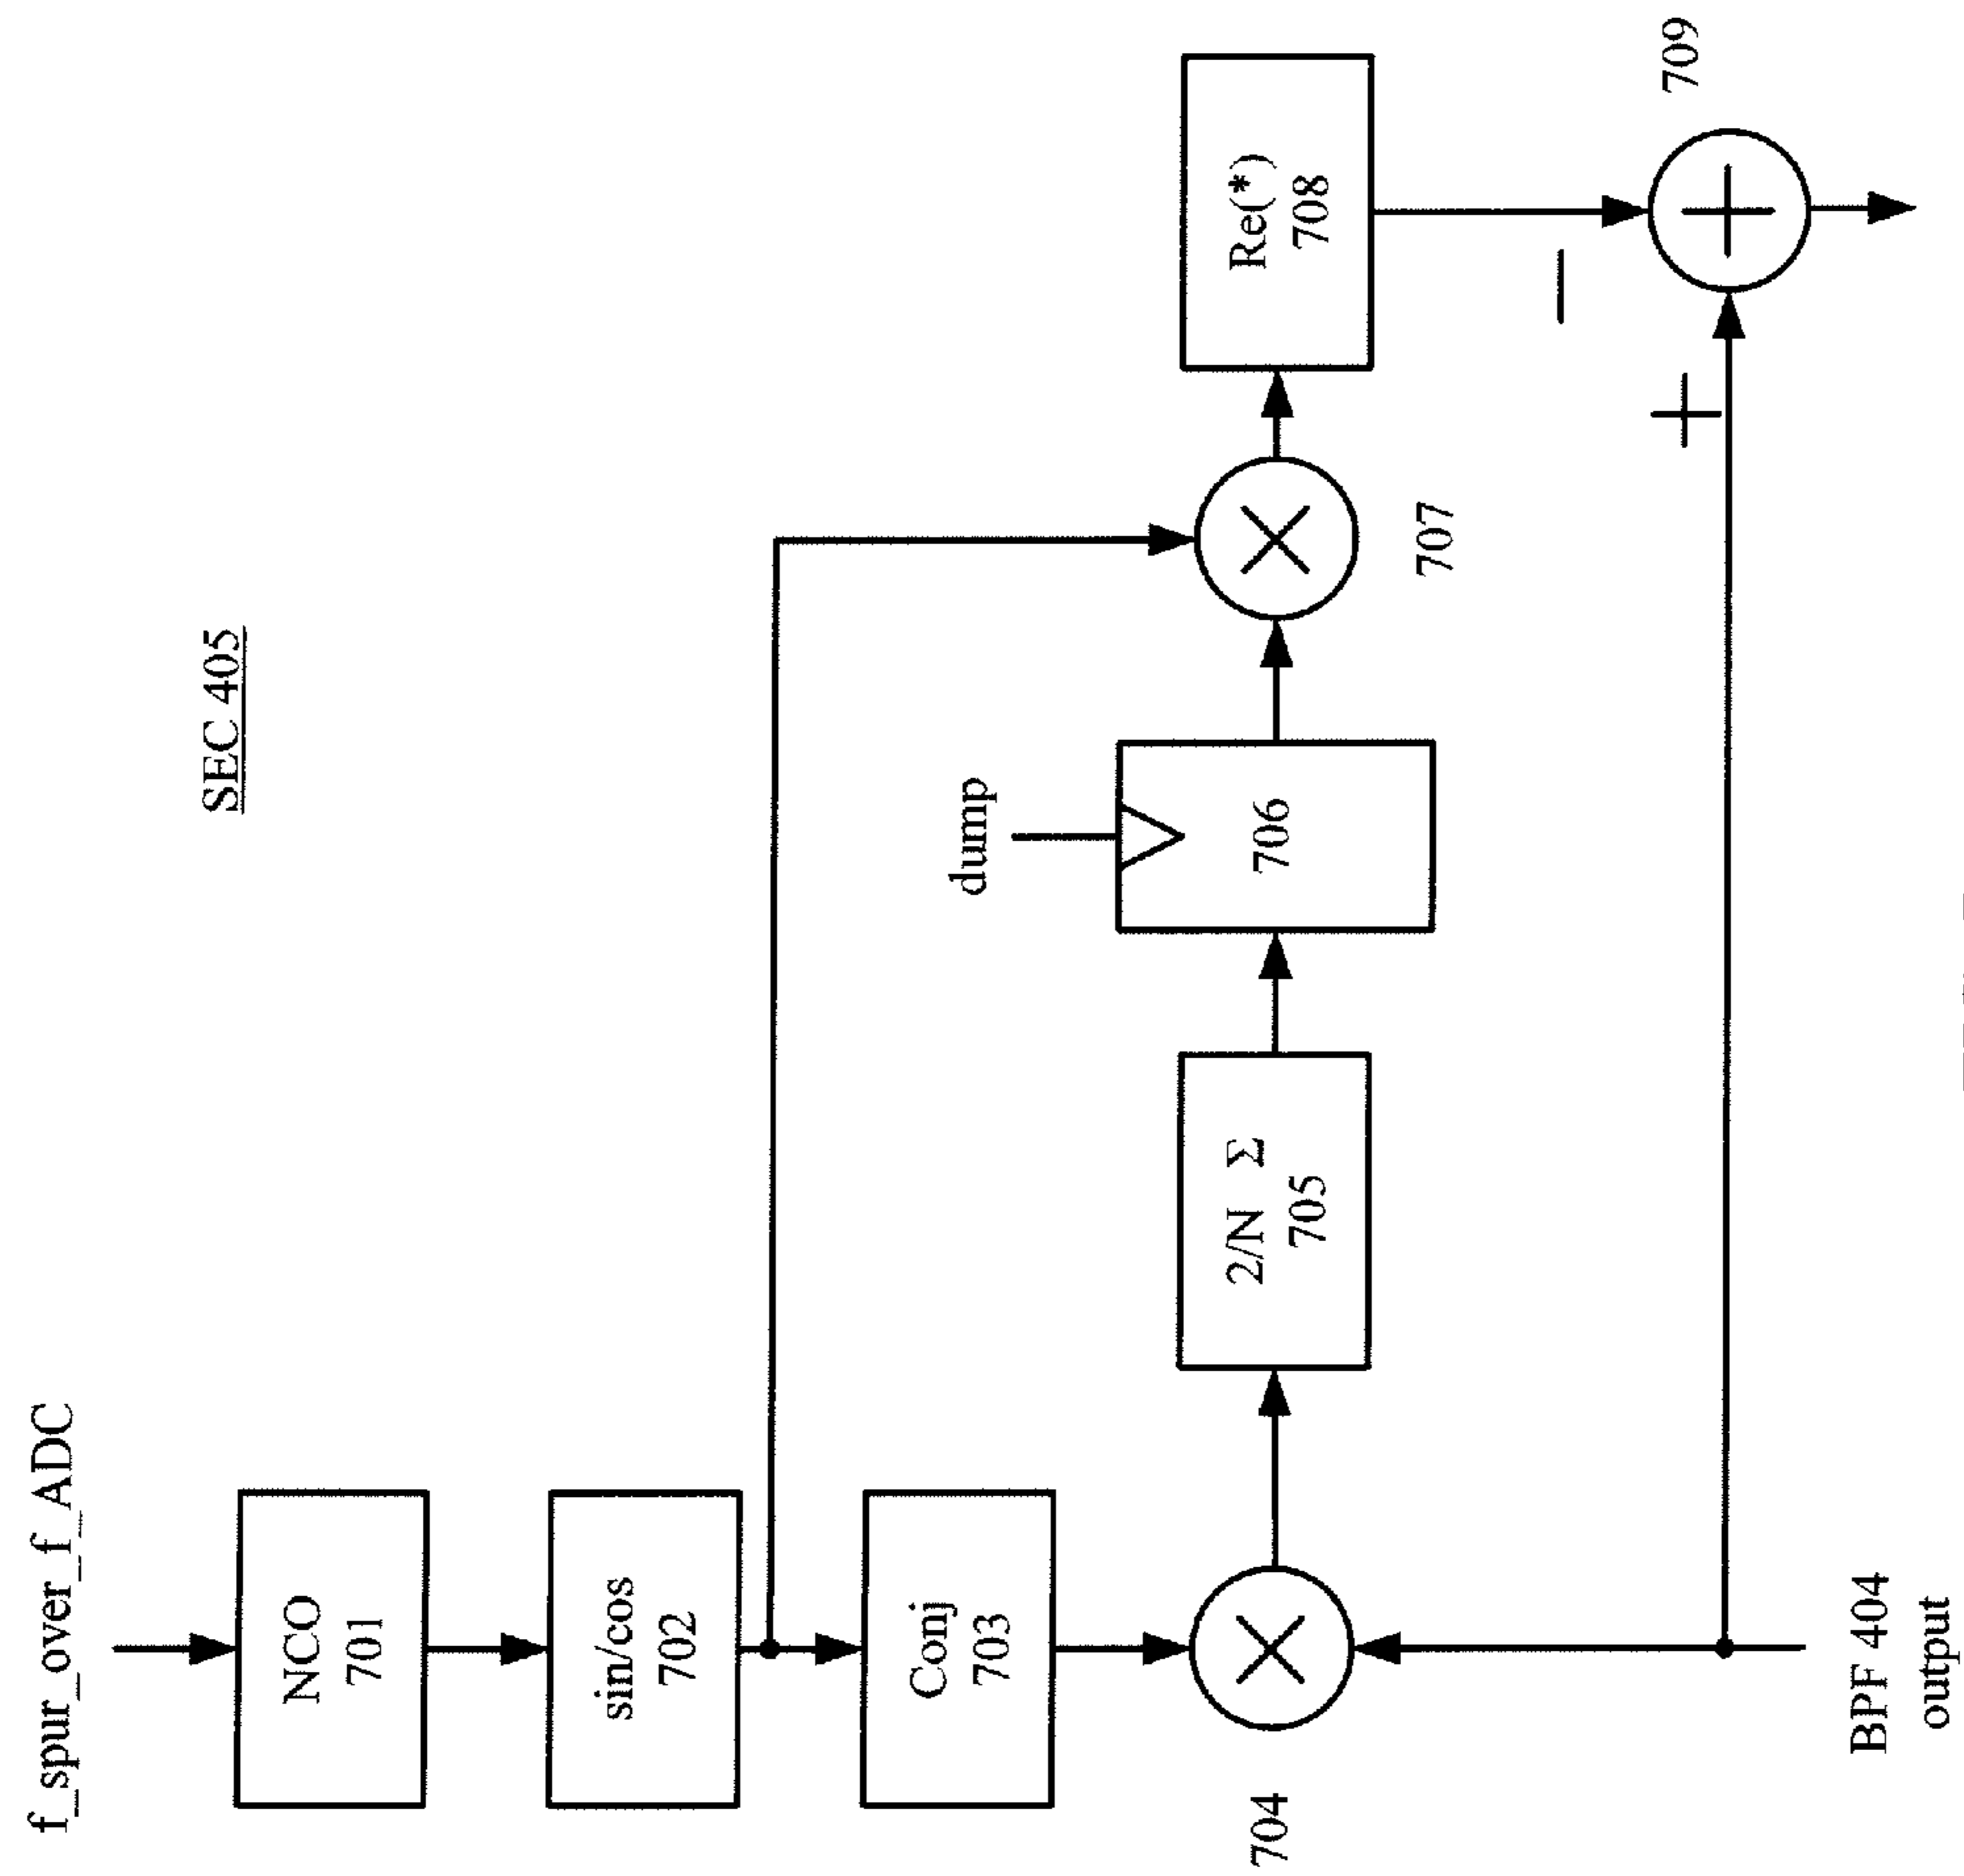 SEC 405
f_spur_over_f_ADC
NCO
701
sin/cos
702
Conj
703
704
BPF 404
output
2/N Σ
705
dump
706
707
Re(*)
708
−
+
709